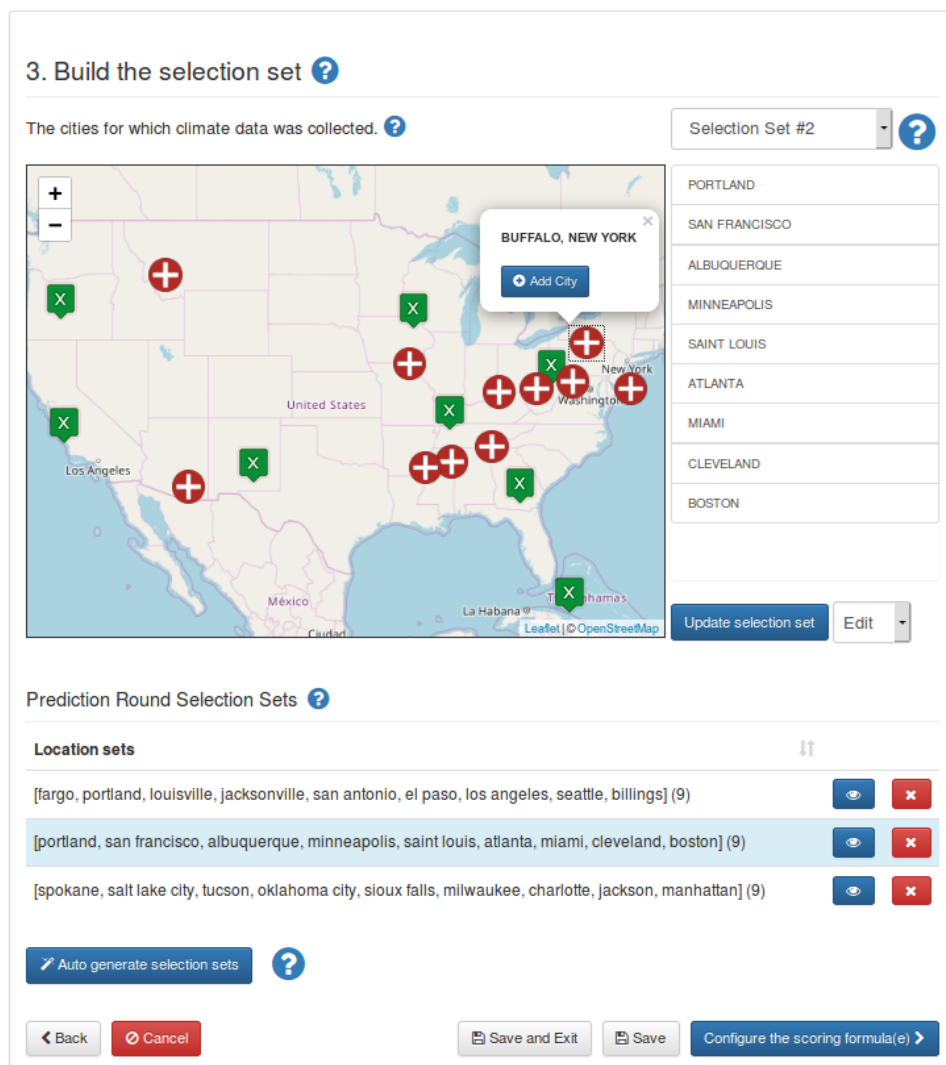 3. Build the selection set ?
The cities for which climate data was collected. ?
Selection Set #2
?
+
−
BUFFALO, NEW YORK
×
Add City
X
X
X
X
X
X
X
X
New York
Washington
United States
Los Angeles
México
La Habana
Ciudad
Leaflet | © OpenStreetMap
PORTLAND
SAN FRANCISCO
ALBUQUERQUE
MINNEAPOLIS
SAINT LOUIS
ATLANTA
MIAMI
CLEVELAND
BOSTON
Update selection set
Edit
Prediction Round Selection Sets ?
Location sets
[fargo, portland, louisville, jacksonville, san antonio, el paso, los angeles, seattle, billings] (9)
[portland, san francisco, albuquerque, minneapolis, saint louis, atlanta, miami, cleveland, boston] (9)
[spokane, salt lake city, tucson, oklahoma city, sioux falls, milwaukee, charlotte, jackson, manhattan] (9)
Auto generate selection sets ?
Back
Cancel
Save and Exit
Save
Configure the scoring formula(e)